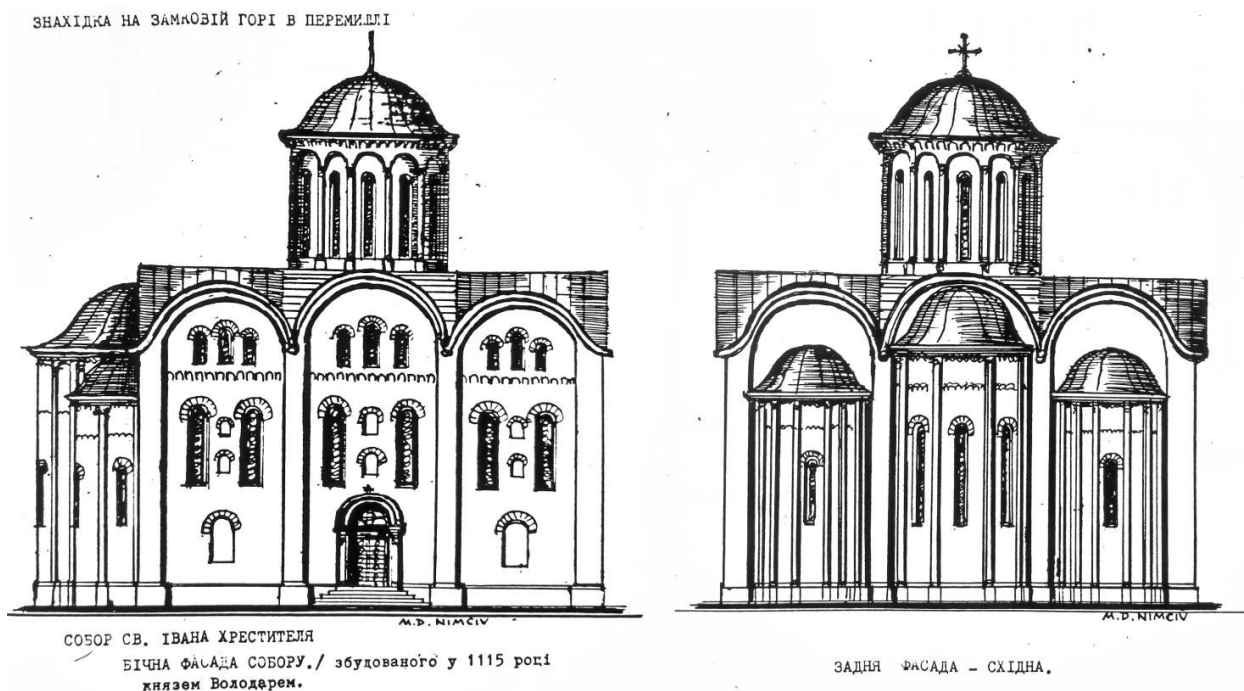 ЗНАХІДКА НА ЗАМКОВІЙ ГОРІ В ПЕРЕМИШЛІ
M.D. NIMCIV
СОБОР СВ. ІВАНА ХРЕСТИТЕЛЯ
БІЧНА ФАСАДА СОБОРУ./ збудованого у 1115 році
князем Володарем.
M.D. NIMCIV
ЗАДНЯ ФАСАДА – СХІДНА.